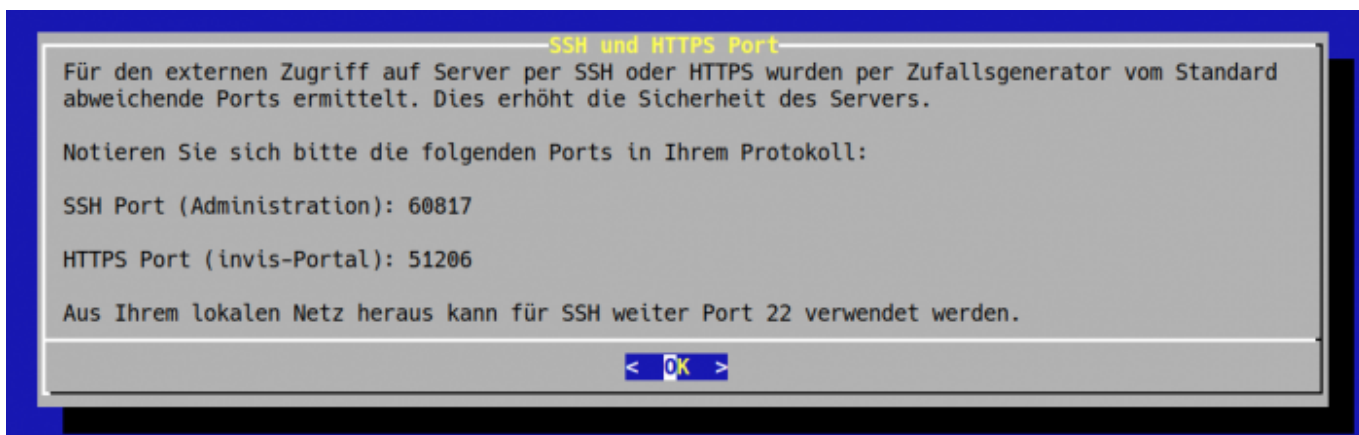 SSH und HTTPS Port
Für den externen Zugriff auf Server per SSH oder HTTPS wurden per Zufallsgenerator vom Standard
abweichende Ports ermittelt. Dies erhöht die Sicherheit des Servers.
Notieren Sie sich bitte die folgenden Ports in Ihrem Protokoll:
SSH Port (Administration): 60817
HTTPS Port (invis-Portal): 51206
Aus Ihrem lokalen Netz heraus kann für SSH weiter Port 22 verwendet werden.
< OK >